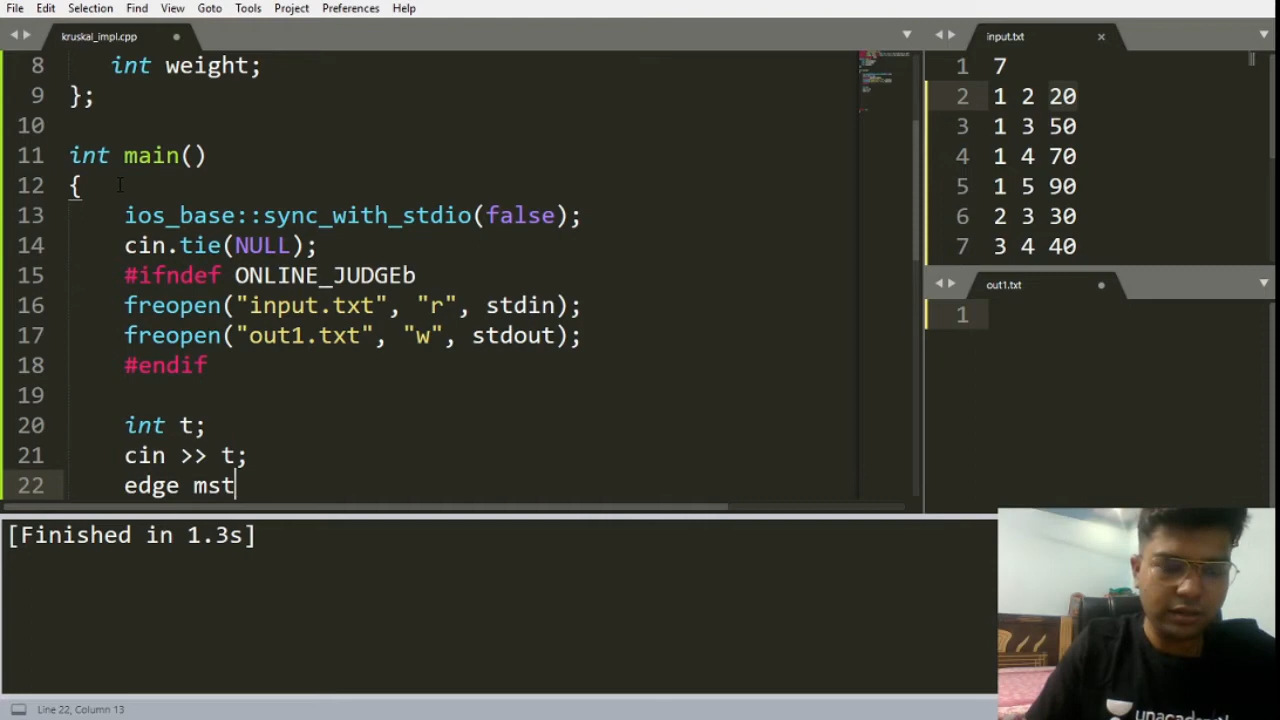 File Edit Selection Find View Goto Tools Project Preferences Help
kruskal_impl.cpp
8 int weight;
9 };
10
11 int main()
12 {
13 ios_base::sync_with_stdio(false);
14 cin.tie(NULL);
15 #ifndef ONLINE_JUDGEb
16 freopen("input.txt", "r", stdin);
17 freopen("out1.txt", "w", stdout);
18 #endif
19
20 int t;
21 cin >> t;
22 edge mst
input.txt
1 7
2 1 2 20
3 1 3 50
4 1 4 70
5 1 5 90
6 2 3 30
7 3 4 40
out1.txt
1
[Finished in 1.3s]
unacademy
Line 22, Column 13